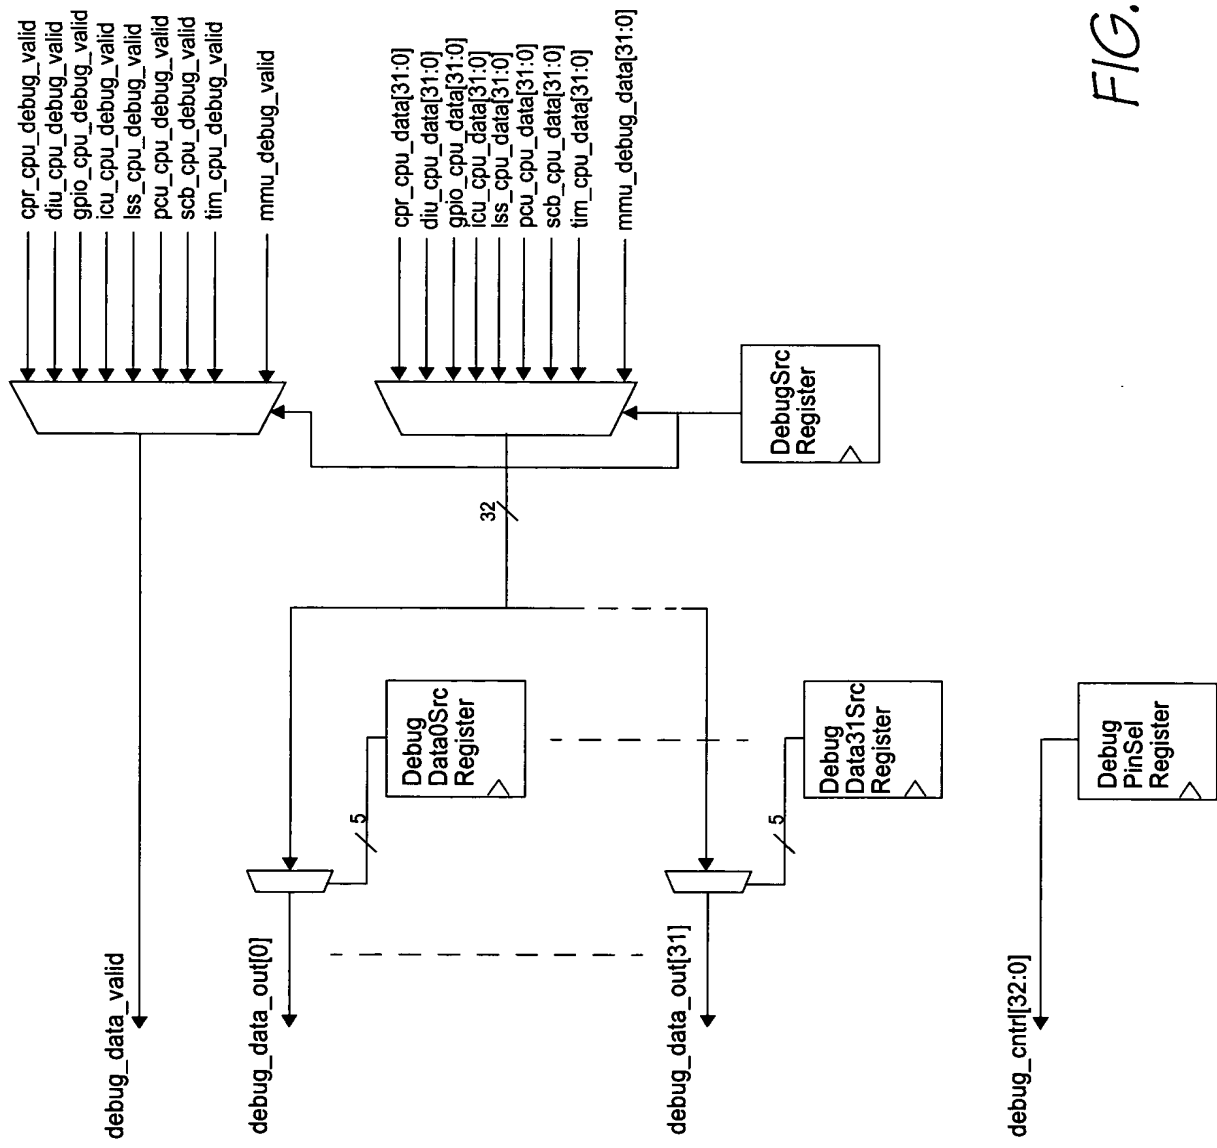 cpr_cpu_debug_valid
diu_cpu_debug_valid
gpio_cpu_debug_valid
icu_cpu_debug_valid
lss_cpu_debug_valid
pcu_cpu_debug_valid
scb_cpu_debug_valid
tim_cpu_debug_valid
mmu_debug_valid
cpr_cpu_data[31:0]
diu_cpu_data[31:0]
gpio_cpu_data[31:0]
icu_cpu_data[31:0]
lss_cpu_data[31:0]
pcu_cpu_data[31:0]
scb_cpu_data[31:0]
tim_cpu_data[31:0]
mmu_debug_data[31:0]
DebugSrc
Register
32
Debug
Data0Src
Register
5
Debug
Data31Src
Register
5
Debug
PinSel
Register
debug_data_valid
debug_data_out[0]
debug_data_out[31]
debug_cntrl[32:0]
FIG.